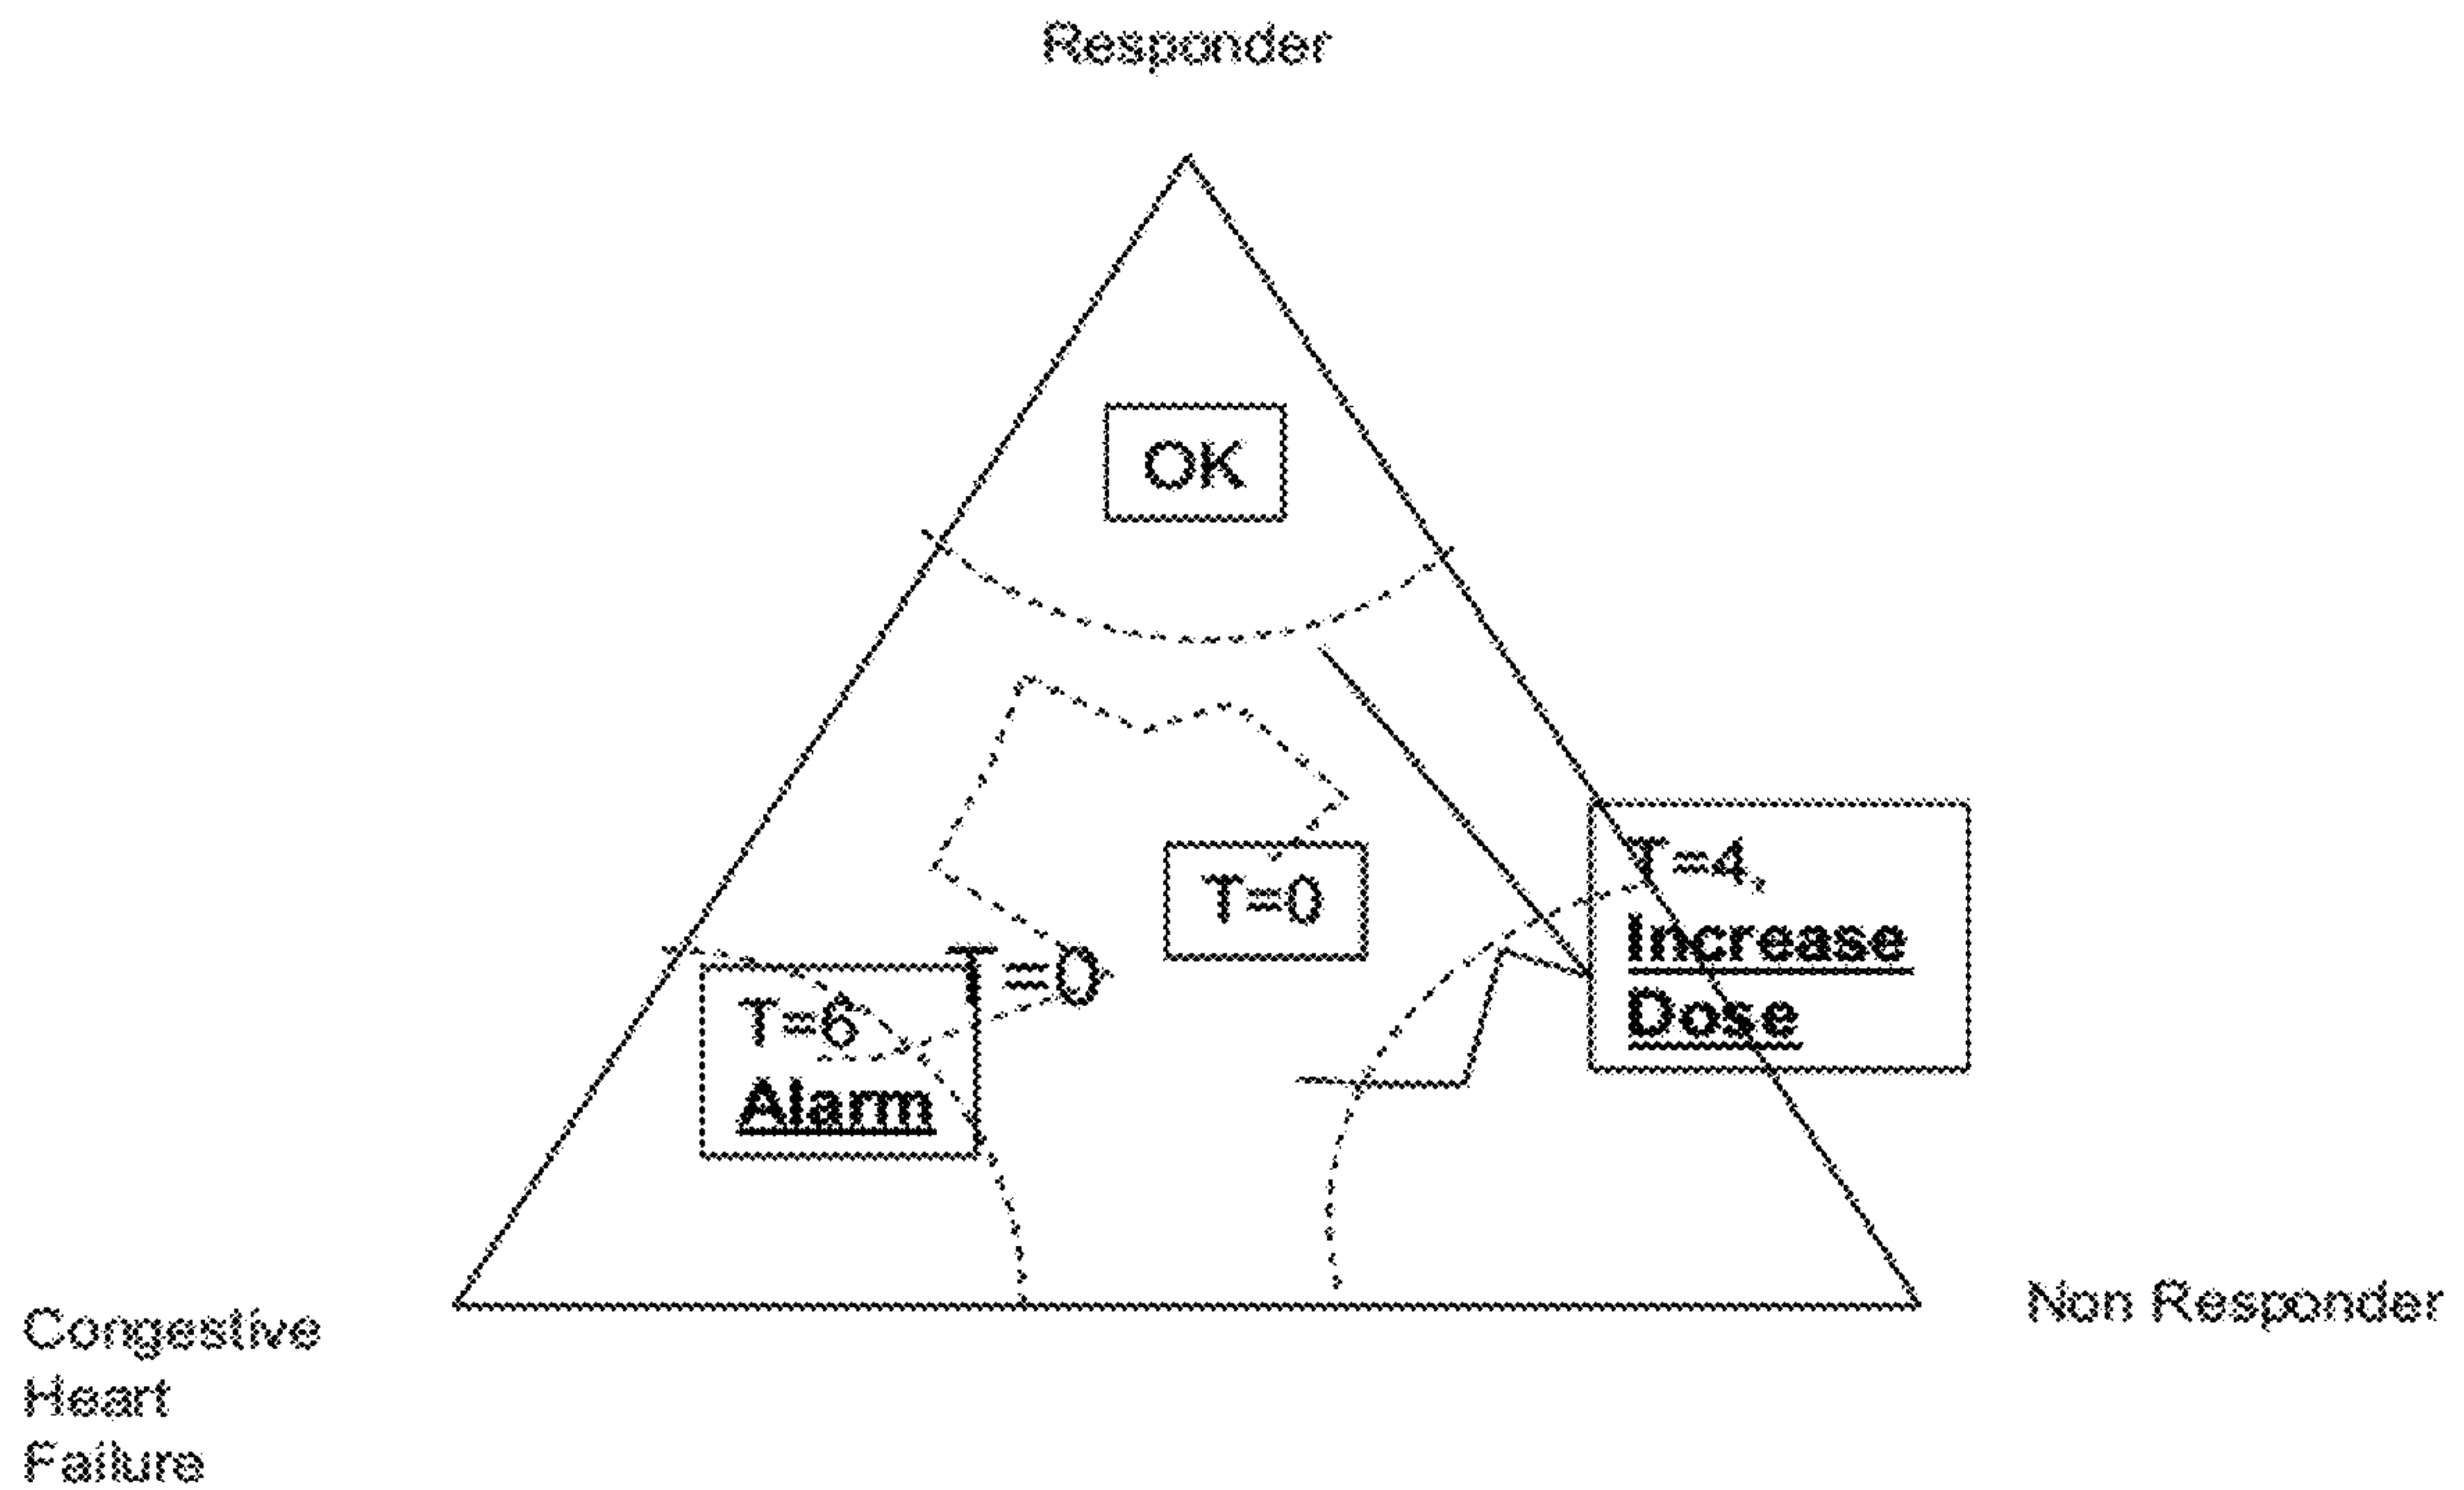 Responder
OK
T=0
T=4,
Increase
Dose
T=0
T=6
Alarm
Congestive
Heart
Failure
Non Responder